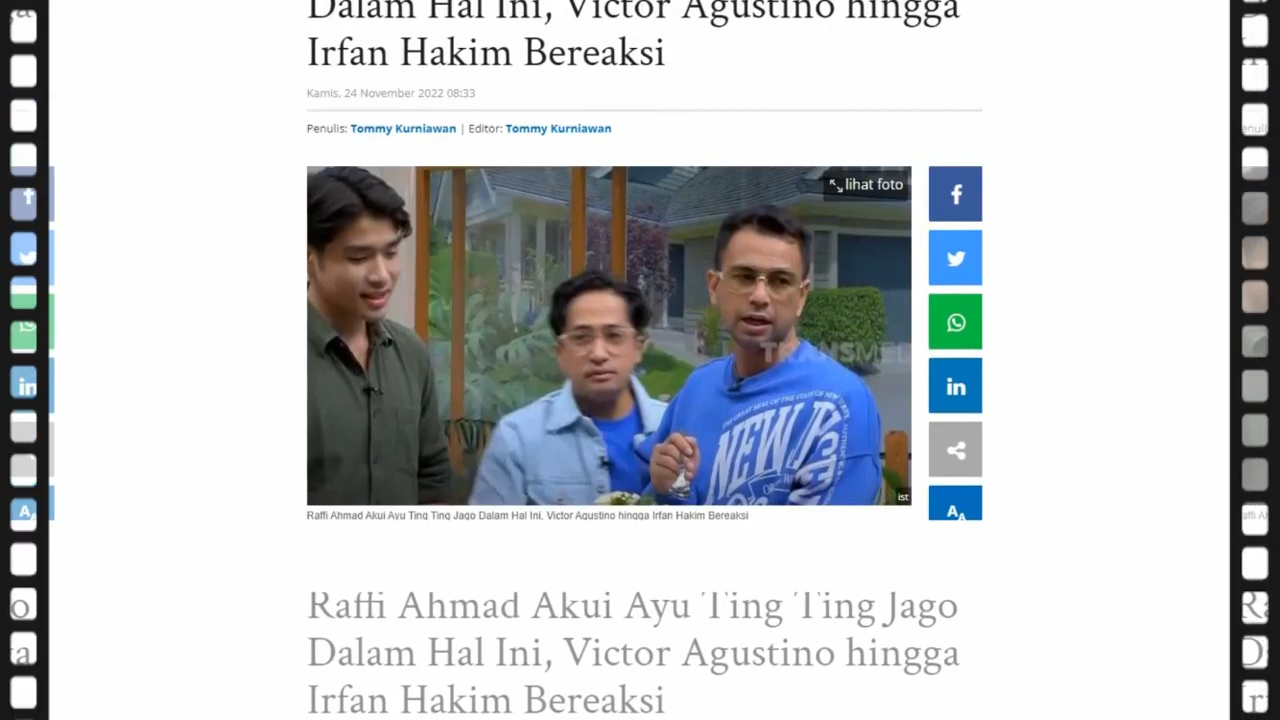 Dalam Hal Ini, Victor Agustino hingga
Irfan Hakim Bereaksi
Kamis, 24 November 2022 08:33
Penulis: Tommy Kurniawan | Editor: Tommy Kurniawan
lihat foto
TRANSME
NEW
ist
Raffi Ahmad Akui Ayu Ting Ting Jago Dalam Hal Ini, Victor Agustino hingga Irfan Hakim Bereaksi
Raffi Ahmad Akui Ayu Ting Ting Jago
Dalam Hal Ini, Victor Agustino hingga
Irfan Hakim Bereaksi